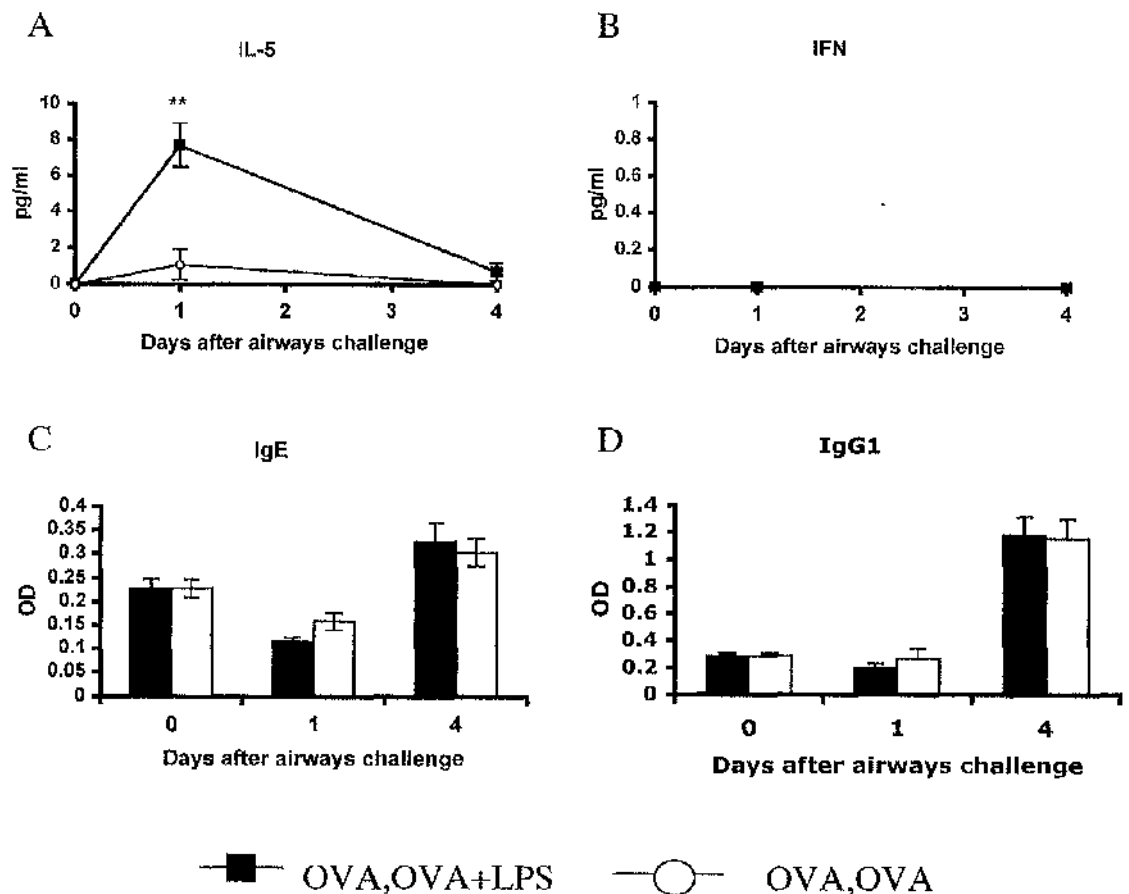 A
IL-5
**
pg/ml
10
8
6
4
2
0
0 1 2 3 4
Days after airways challenge
B
IFN
pg/ml
1
0.8
0.6
0.4
0.2
0
0 1 2 3 4
Days after airways challenge
C
IgE
OD
0.4
0.35
0.3
0.25
0.2
0.15
0.1
0.05
0
0 1 4
Days after airways challenge
D
IgG1
OD
1.4
1.2
1
0.8
0.6
0.4
0.2
0
0 1 4
Days after airways challenge
OVA,OVA+LPS OVA,OVA